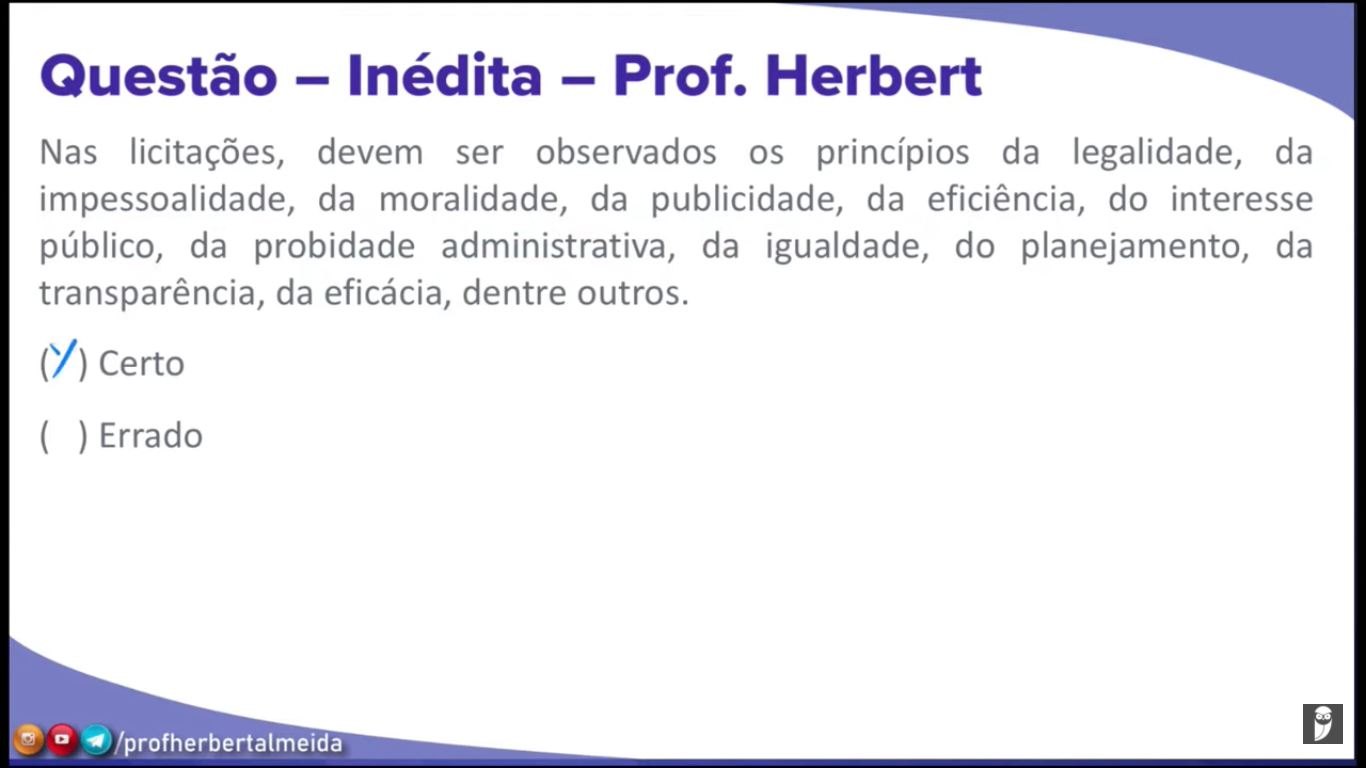 Questão – Inédita – Prof. Herbert
Nas licitações, devem ser observados os princípios da legalidade, da
impessoalidade, da moralidade, da publicidade, da eficiência, do interesse
público, da probidade administrativa, da igualdade, do planejamento, da
transparência, da eficácia, dentre outros.
( ) Certo
( ) Errado
/profherbertalmeida